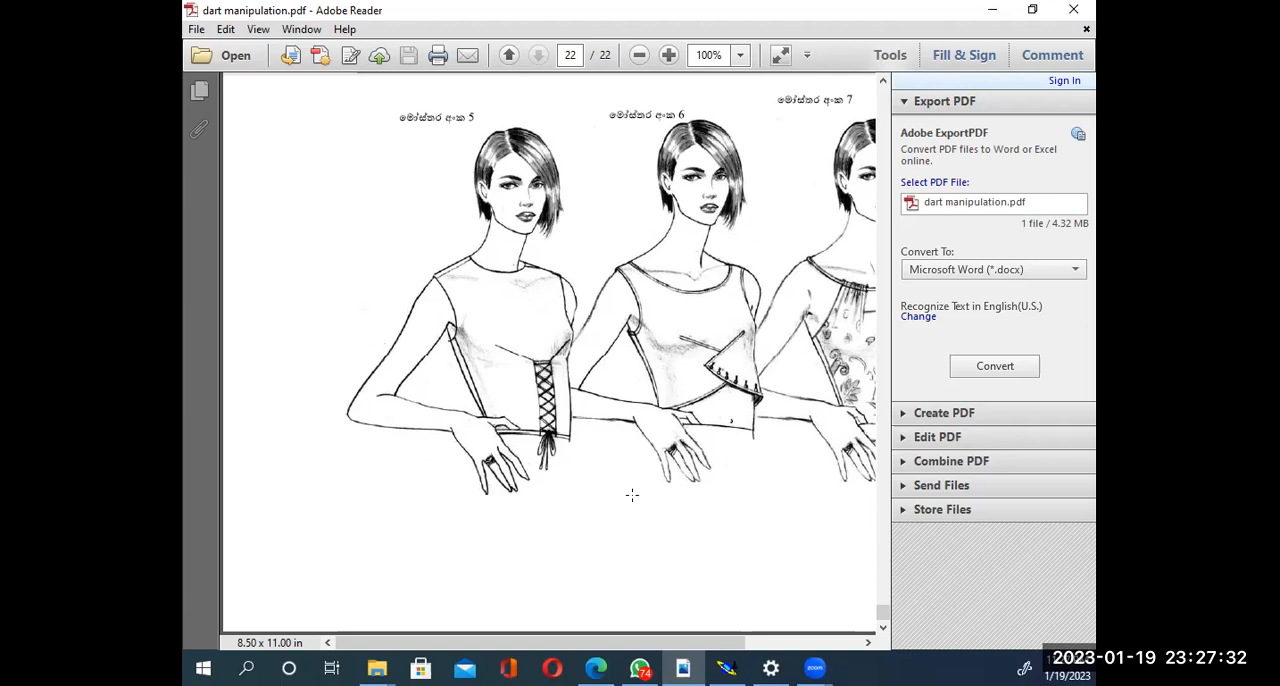 dart manipulation.pdf - Adobe Reader
File Edit View Window Help
Open
22 / 22
100%
Tools
Fill & Sign
Comment
Sign In
මෝස්තර අංක 5
මෝස්තර අංක 6
මෝස්තර අංක 7
Export PDF
Adobe ExportPDF
Convert PDF files to Word or Excel
online.
Select PDF File:
dart manipulation.pdf
1 file / 4.32 MB
Convert To:
Microsoft Word (*.docx)
Recognize Text in English(U.S.)
Change
Convert
Create PDF
Edit PDF
Combine PDF
Send Files
Store Files
8.50 x 11.00 in
74
zoom
2023-01-19 23:27:32
1/19/2023